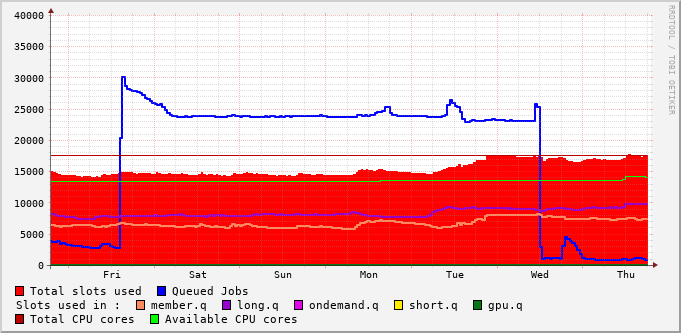 RRDTOOL / TOBI OETIKER
40000
35000
30000
25000
20000
15000
10000
5000
0
Fri Sat Sun Mon Tue Wed Thu
Total slots used Queued Jobs
Slots used in : member.q long.q ondemand.q short.q gpu.q
Total CPU cores Available CPU cores